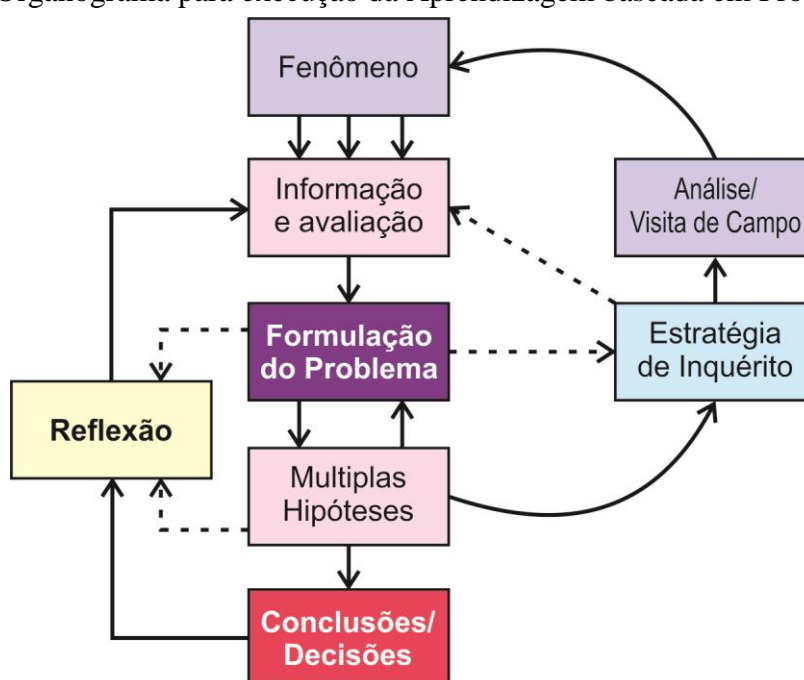 Organograma para execução da Aprendizagem baseada em Pro
Fenômeno
Informação
e avaliação
Análise/
Visita de Campo
Formulação
do Problema
Estratégia
de Inquérito
Reflexão
Multiplas
Hipóteses
Conclusões/
Decisões